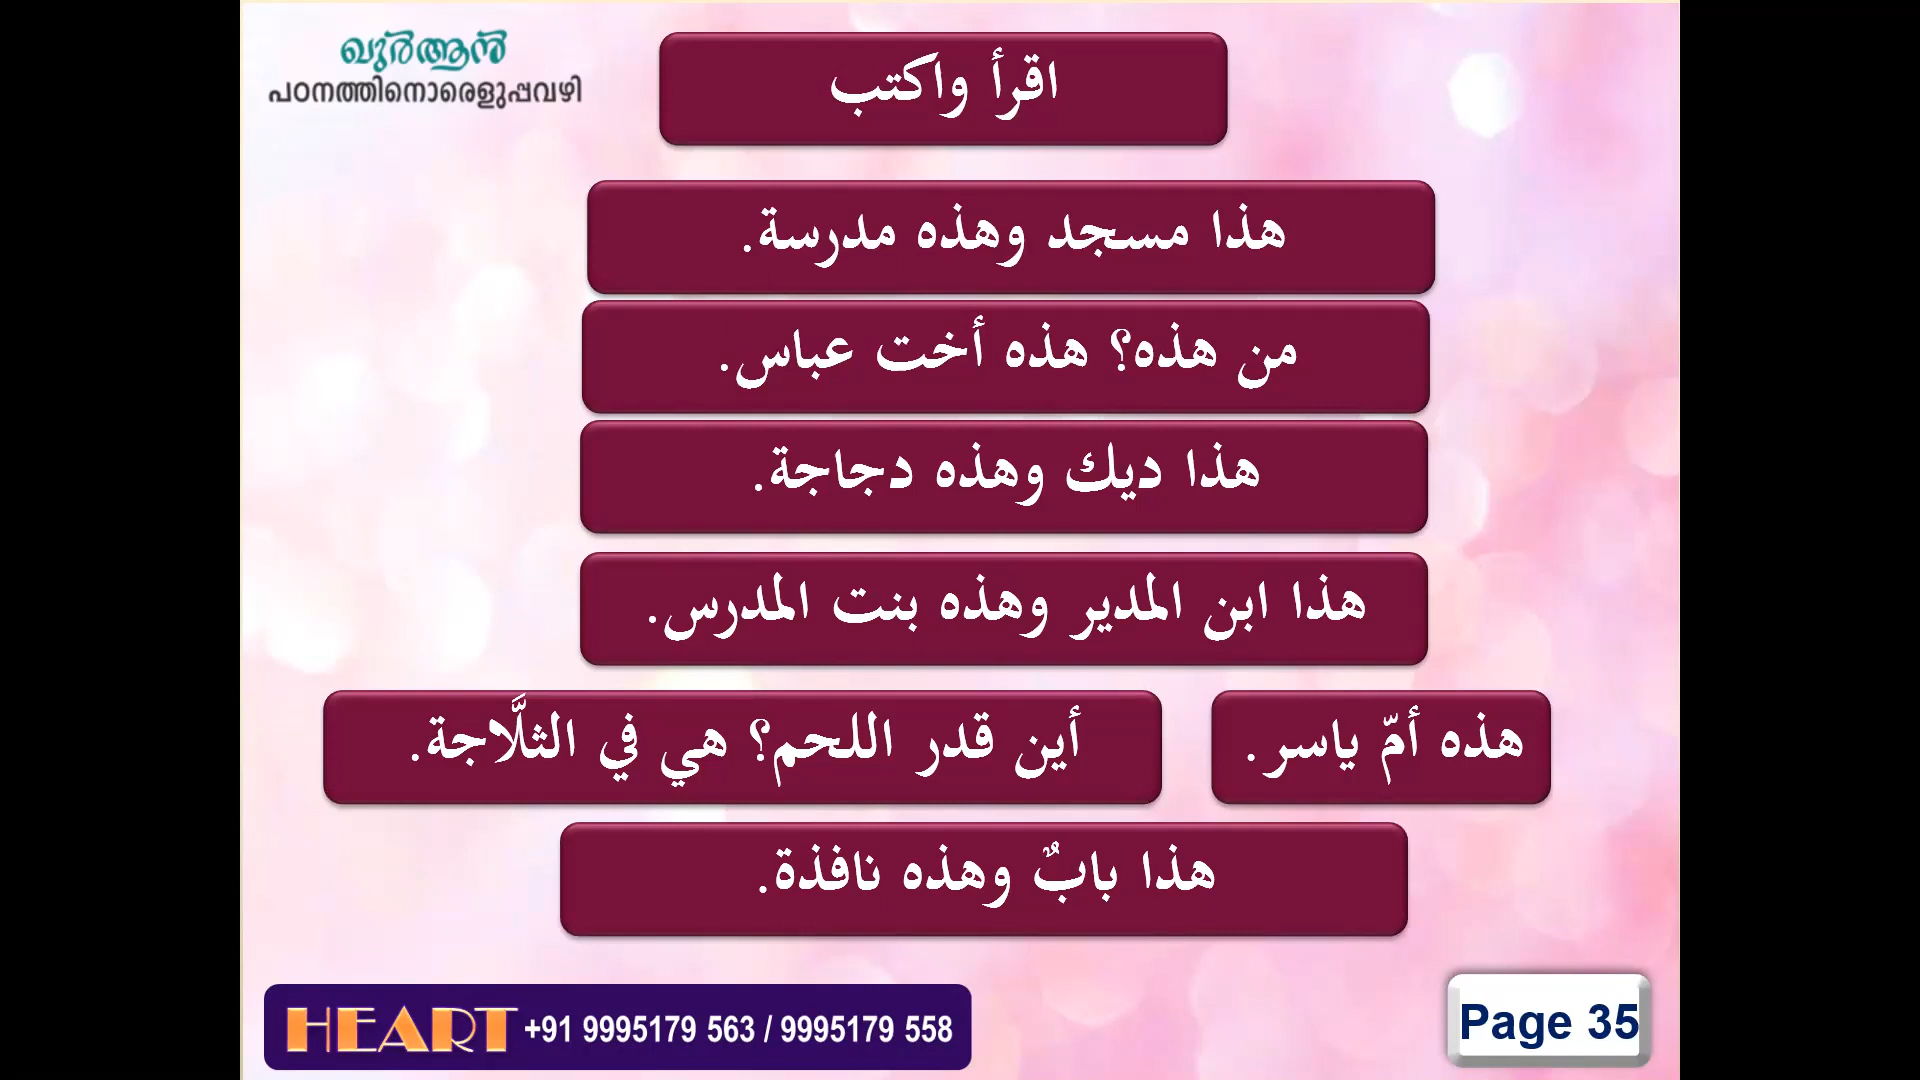 ഖുർആൻ
പഠനത്തിനൊരെളുപ്പവഴി
اقرأ واكتب
هذا مسجد وهذه مدرسة.
من هذه؟ هذه أخت عباس.
هذا ديك وهذه دجاجة.
هذا ابن المدير وهذه بنت المدرس.
هذه أمّ ياسر.
أين قدر اللحم؟ هي في الثلَّاجة.
هذا بابٌ وهذه نافذة.
HEART +91 9995179 563 / 9995179 558
Page 35